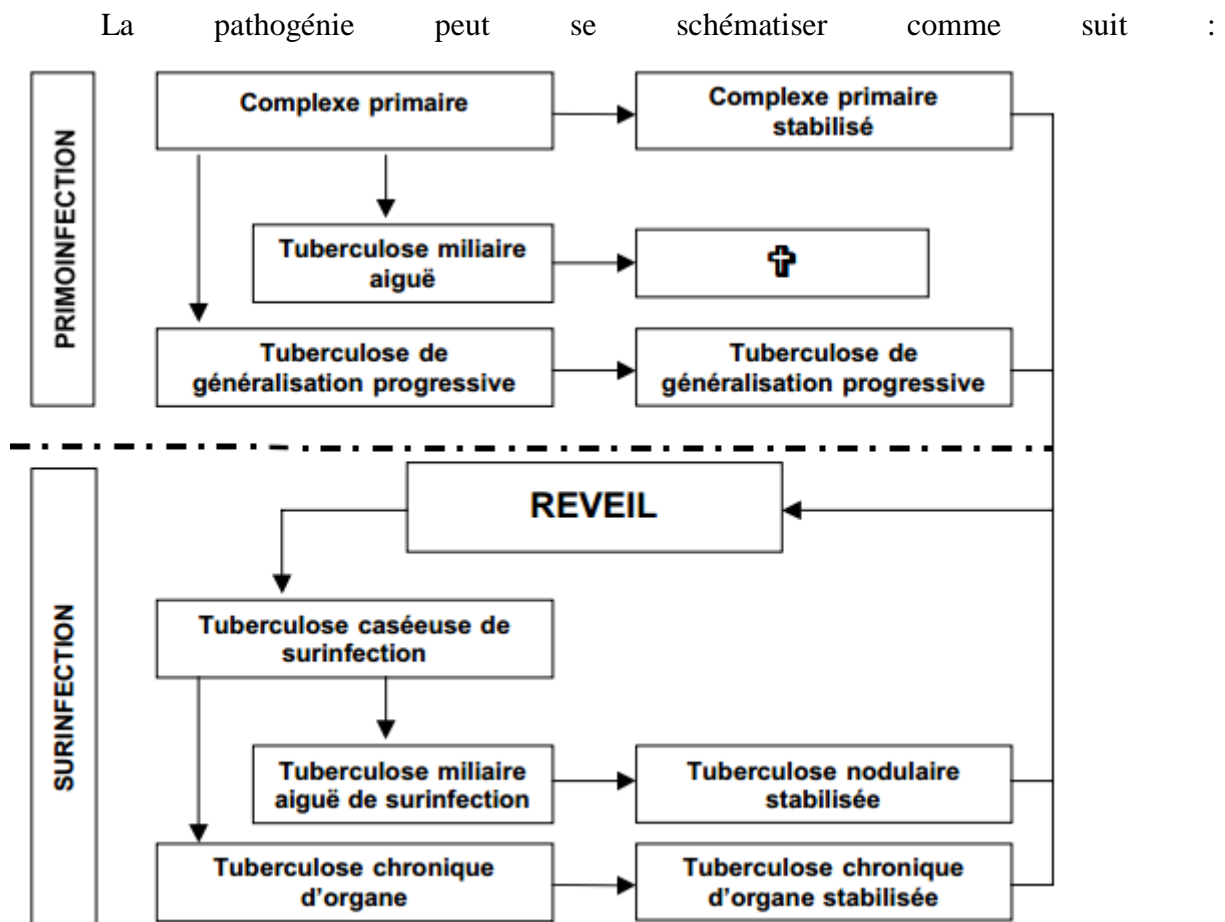 La pathogénie peut se schématiser comme suit :
PRIMOINFECTION
Complexe primaire
Complexe primaire
stabilisé
Tuberculose miliaire
aiguë
Tuberculose de
généralisation progressive
Tuberculose de
généralisation progressive
SURINFECTION
REVEIL
Tuberculose caséeuse de
surinfection
Tuberculose miliaire
aiguë de surinfection
Tuberculose nodulaire
stabilisée
Tuberculose chronique
d'organe
Tuberculose chronique
d'organe stabilisée